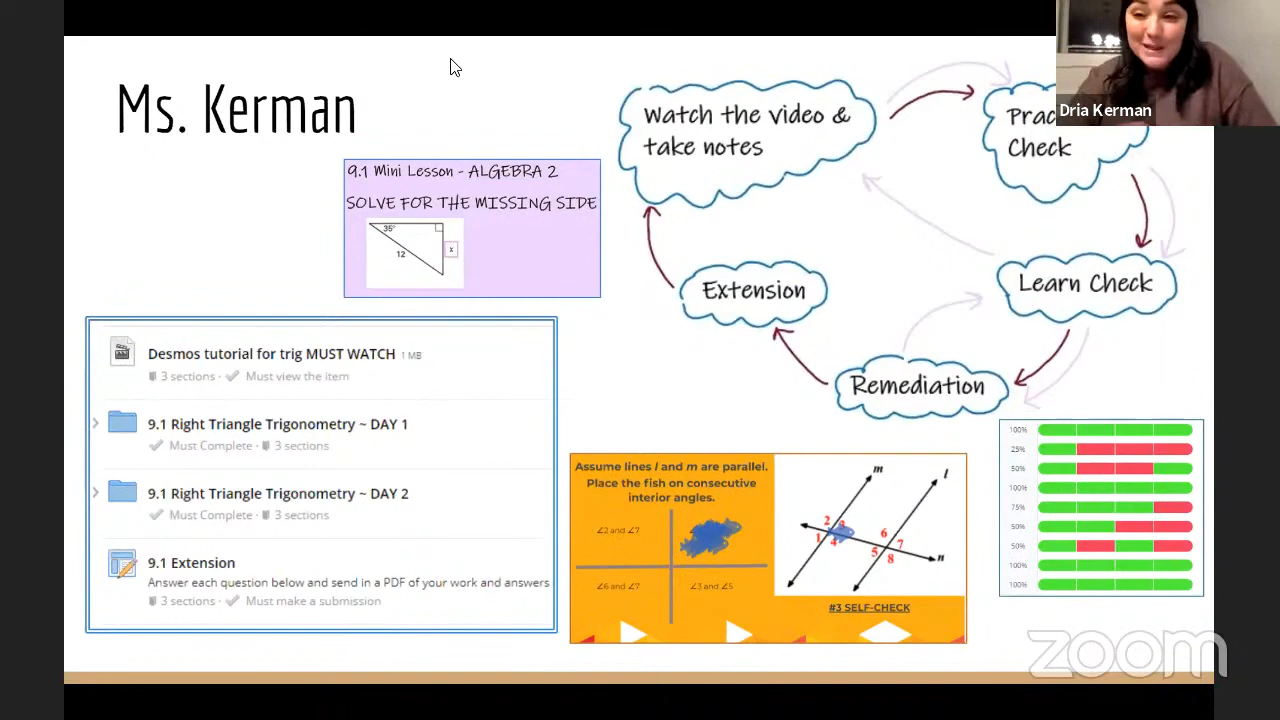 Ms. Kerman
9.1 Mini Lesson - ALGEBRA 2
SOLVE FOR THE MISSING SIDE
35°
12
x
Watch the video &
take notes
Prac
Check
Dria Kerman
Learn Check
Extension
Remediation
Desmos tutorial for trig MUST WATCH 1 MB
3 sections · Must view the item
9.1 Right Triangle Trigonometry ~ DAY 1
Must Complete · 3 sections
9.1 Right Triangle Trigonometry ~ DAY 2
Must Complete · 3 sections
9.1 Extension
Answer each question below and send in a PDF of your work and answers
3 sections · Must make a submission
Assume lines l and m are parallel.
Place the fish on consecutive
interior angles.
∠2 and ∠7
∠6 and ∠7
∠3 and ∠5
m
l
2 3
1 4
6
5 7
8
n
#3 SELF-CHECK
100%
25%
50%
100%
75%
50%
50%
100%
100%
zoom